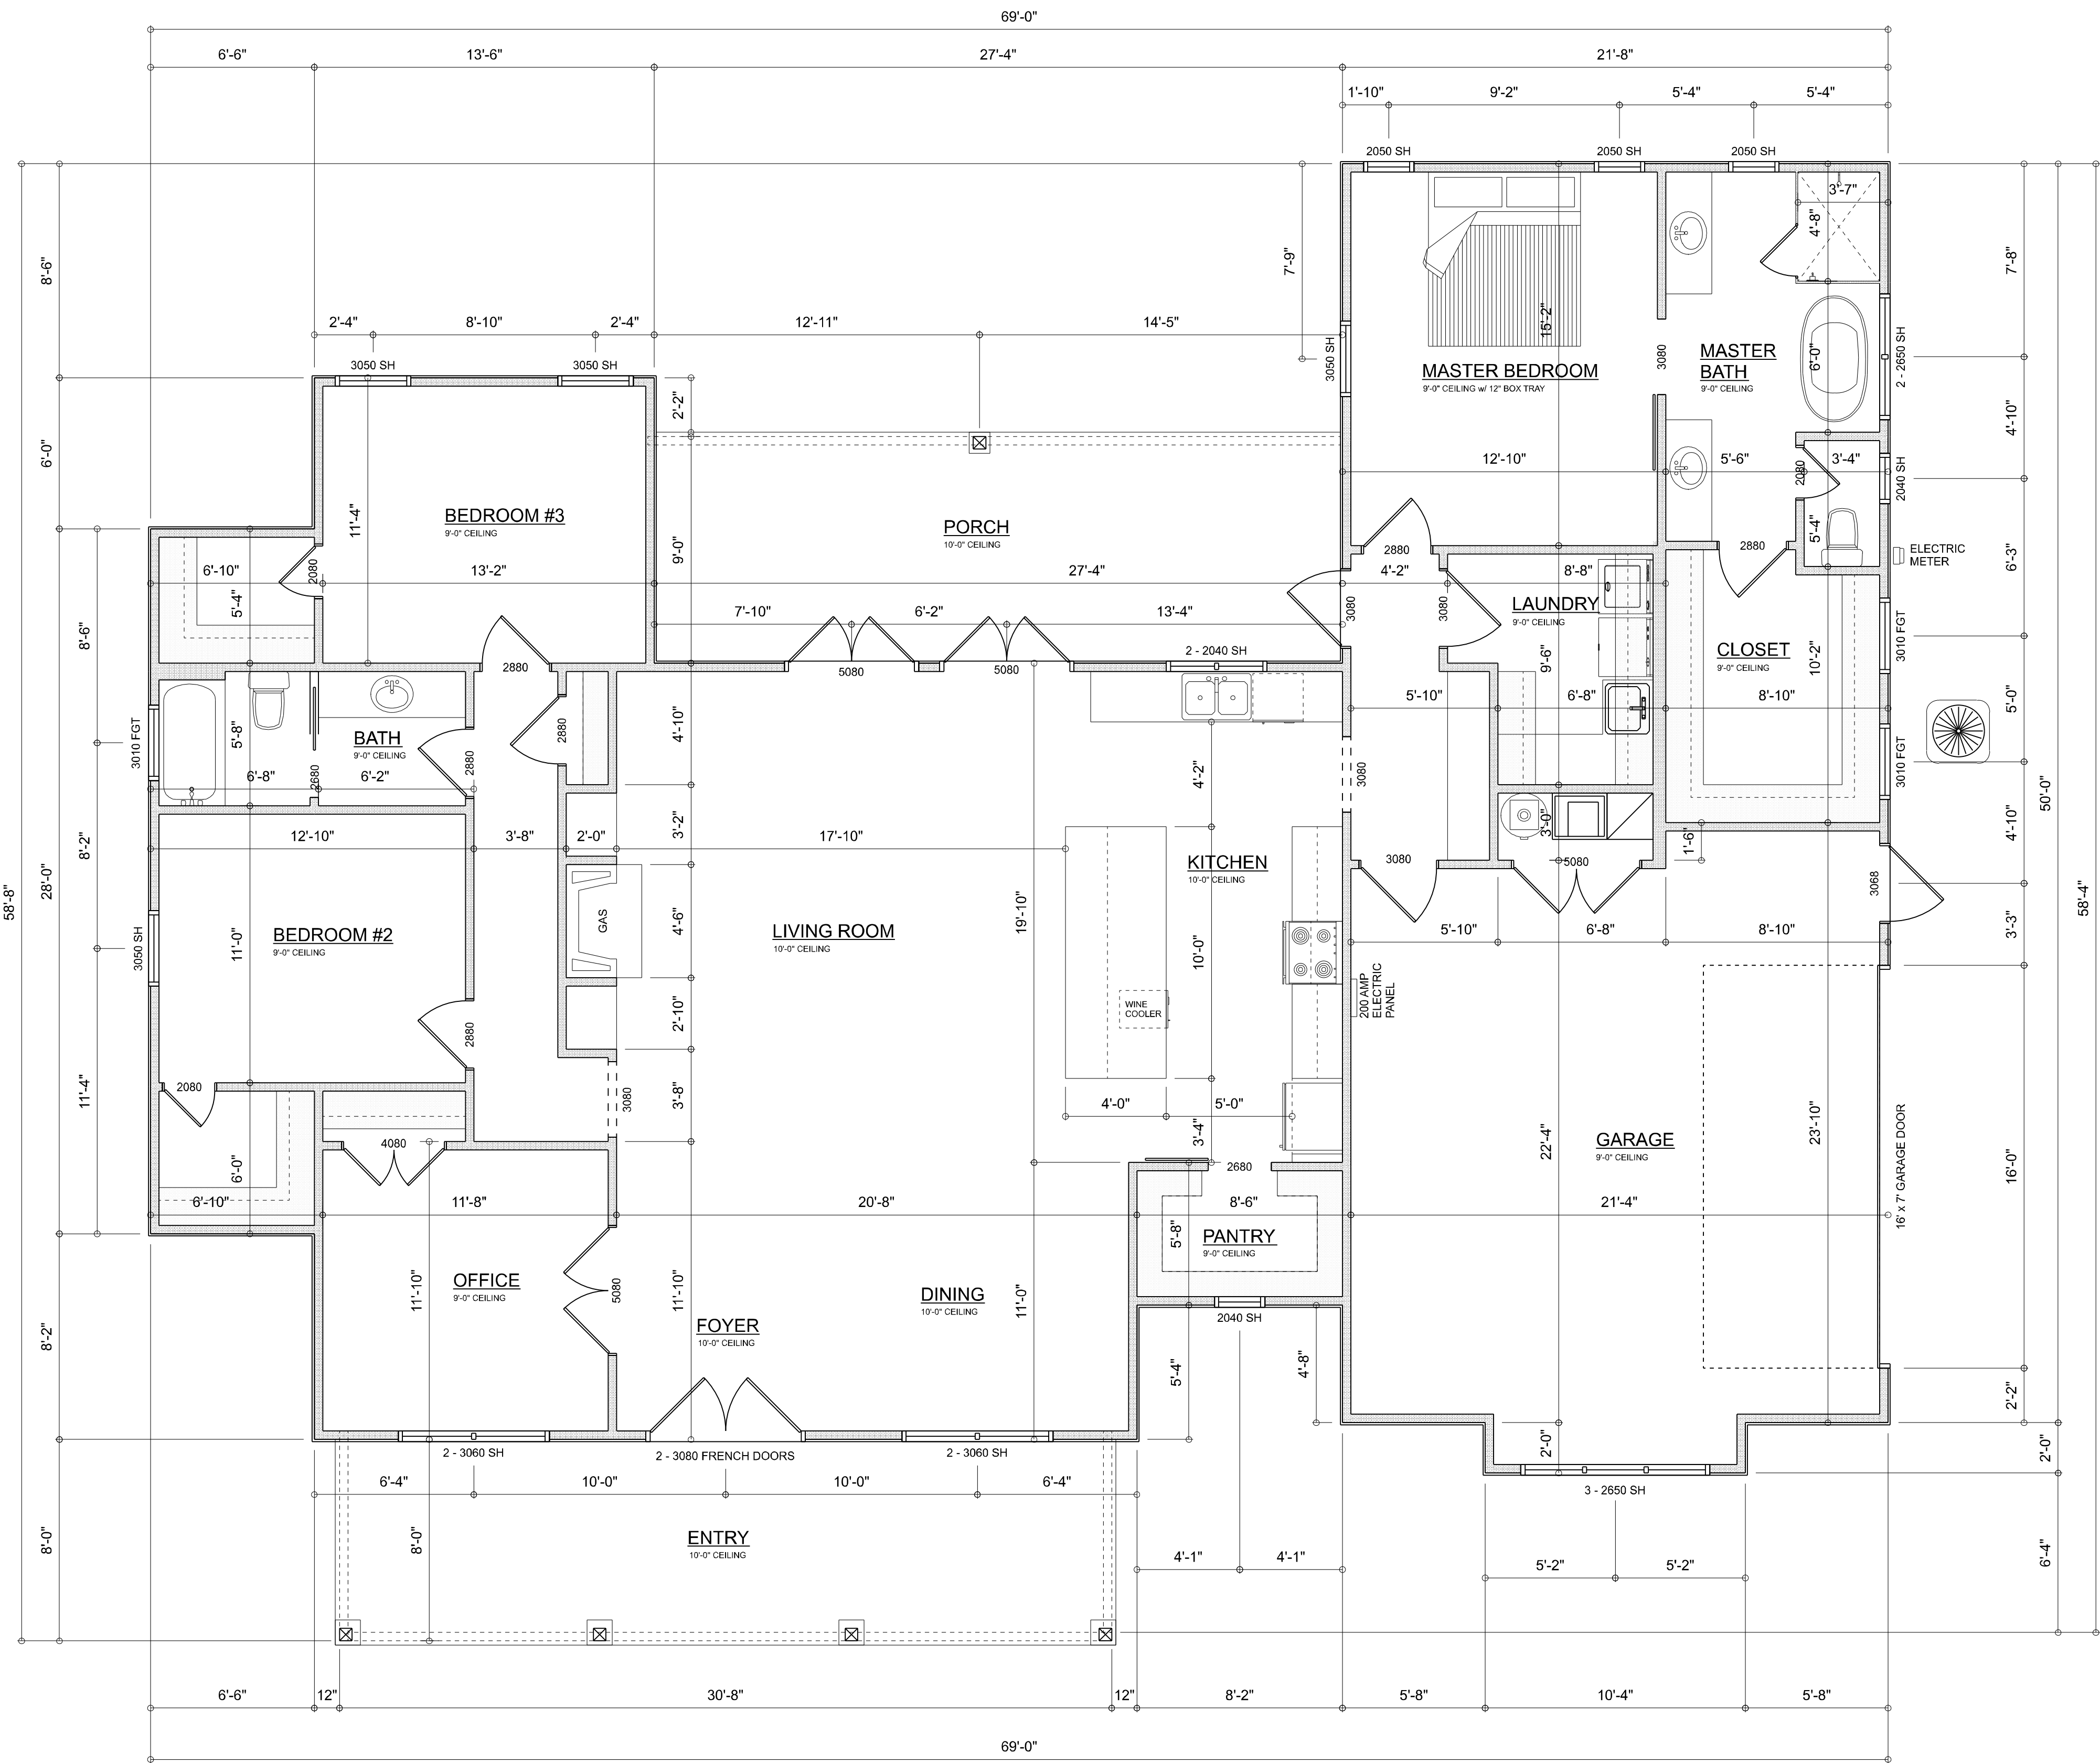 69'-0"
6'-6" 13'-6" 27'-4" 21'-8"
1'-10" 9'-2" 5'-4" 5'-4"
2050 SH 2050 SH 2050 SH
3'-7"
4'-8"
8'-6"
7'-9"
7'-8"
2'-4" 8'-10" 2'-4" 12'-11" 14'-5"
15'-2"
3050 SH 3050 SH
3050 SH
3080
MASTER BEDROOM
9'-0" CEILING w/ 12" BOX TRAY
MASTER
BATH
9'-0" CEILING
6'-0"
2 - 2650 SH
2'-2"
4'-10"
6'-0"
12'-10" 5'-6" 3'-4"
2080
2040 SH
BEDROOM #3
9'-0" CEILING
11'-4"
PORCH
10'-0" CEILING
9'-0"
5'-4"
2880 2880
ELECTRIC
METER
6'-3"
6'-10" 13'-2" 27'-4" 4'-2" 8'-8"
2080
5'-4"
7'-10" 6'-2" 13'-4"
3080
3080
LAUNDRY
9'-0" CEILING
8'-6"
3010 FGT
2880
5080 5080
2 - 2040 SH
9'-6"
CLOSET
9'-0" CEILING
10'-2"
5'-10" 6'-8" 8'-10"
5'-0"
3010 FGT
5'-8"
BATH
9'-0" CEILING
2880
2880
4'-10"
3010 FGT
6'-8" 6'-2"
2680
4'-2"
3080
50'-0"
12'-10" 3'-8" 2'-0" 17'-10"
8'-2"
3'-2"
3'-0"
1'-6"
4'-10"
KITCHEN
10'-0" CEILING
3080 5080
3068
58'-8"
28'-0"
58'-4"
GAS
4'-6"
19'-10"
3'-3"
BEDROOM #2
9'-0" CEILING
11'-0"
3050 SH
LIVING ROOM
10'-0" CEILING
10'-0"
5'-10" 6'-8" 8'-10"
200 AMP
ELECTRIC
PANEL
WINE
COOLER
2'-10"
2880
2080
11'-4"
3'-8"
3080
4'-0" 5'-0"
3'-4"
4080
GARAGE
9'-0" CEILING
22'-4"
23'-10"
16'-0"
16' x 7' GARAGE DOOR
6'-0"
2680
6'-10" 11'-8" 20'-8" 8'-6" 21'-4"
5'-8"
PANTRY
9'-0" CEILING
OFFICE
9'-0" CEILING
11'-10"
5080
11'-10"
DINING
10'-0" CEILING
11'-0"
FOYER
10'-0" CEILING
2040 SH
8'-2"
5'-4"
4'-8"
2'-2"
2 - 3060 SH 2 - 3080 FRENCH DOORS 2 - 3060 SH
2'-0"
2'-0"
6'-4" 10'-0" 10'-0" 6'-4"
3 - 2650 SH
ENTRY
10'-0" CEILING
8'-0"
8'-0"
4'-1" 4'-1"
5'-2" 5'-2"
6'-4"
6'-6" 12" 30'-8" 12" 8'-2" 5'-8" 10'-4" 5'-8"
69'-0"